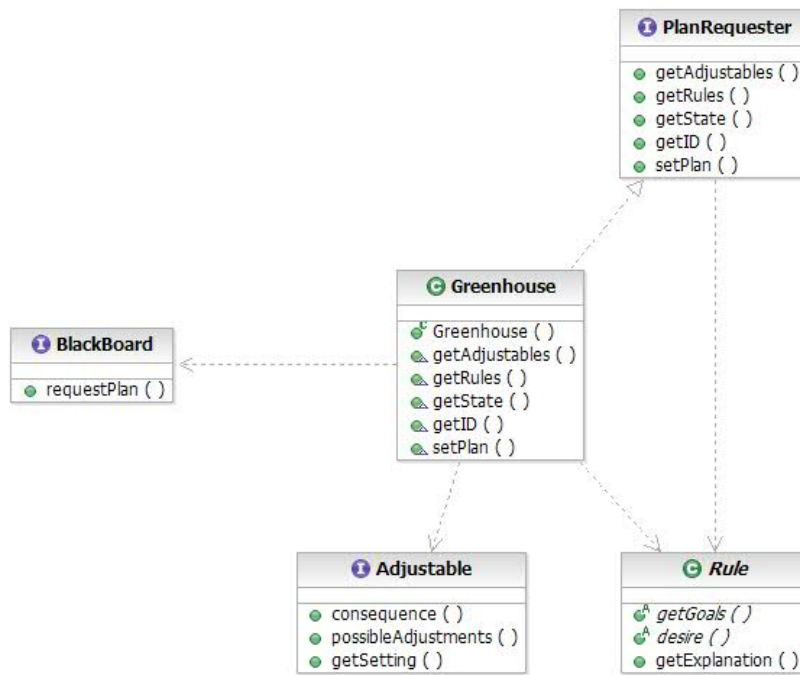 I PlanRequester
getAdjustables ( )
getRules ( )
getState ( )
getID ( )
setPlan ( )
C Greenhouse
C Greenhouse ( )
getAdjustables ( )
getRules ( )
getState ( )
getID ( )
setPlan ( )
I BlackBoard
requestPlan ( )
I Adjustable
consequence ( )
possibleAdjustments ( )
getSetting ( )
C Rule
A getGoals ( )
A desire ( )
getExplanation ( )